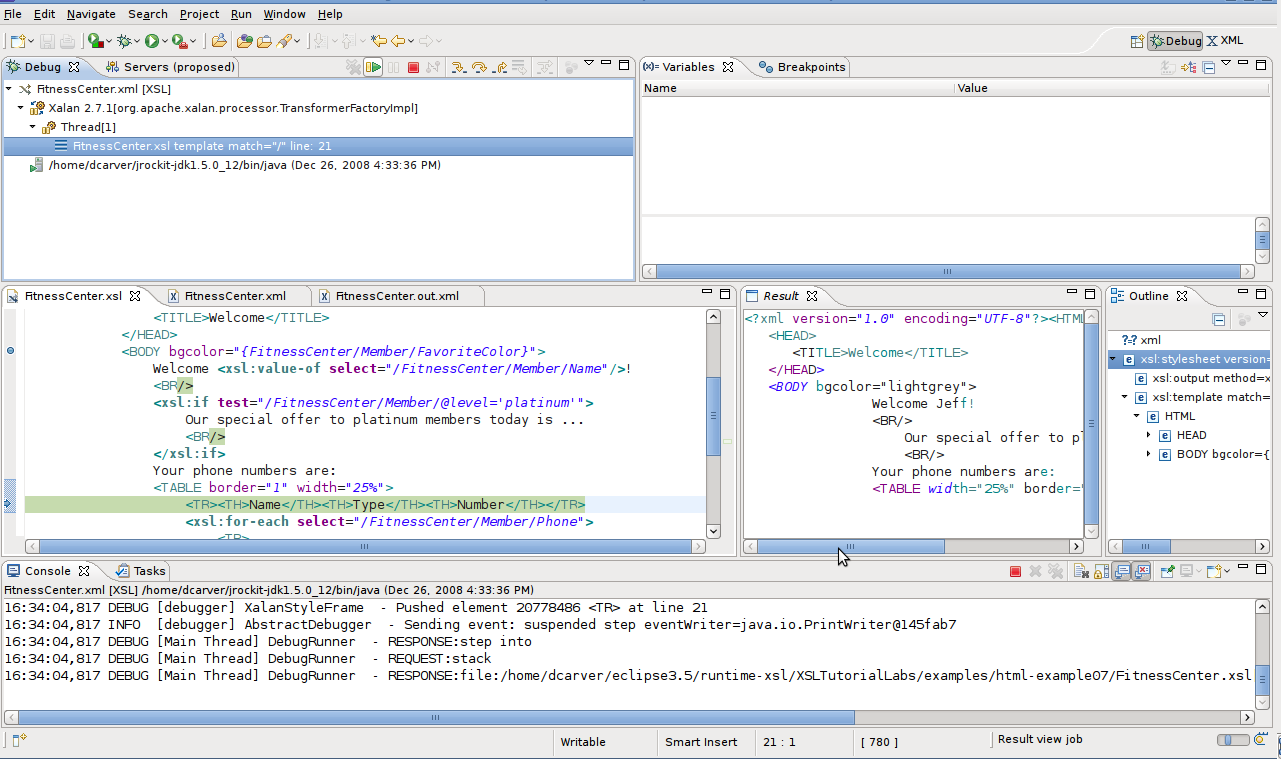 File Edit Navigate Search Project Run Window Help
Debug XML
Debug Servers (proposed)
FitnessCenter.xml [XSL]
Xalan 2.7.1[org.apache.xalan.processor.TransformerFactoryImpl]
Thread[1]
FitnessCenter.xsl template match="/" line: 21
/home/dcarver/jrockit-jdk1.5.0_12/bin/java (Dec 26, 2008 4:33:36 PM)
(x)= Variables Breakpoints
Name Value
FitnessCenter.xsl FitnessCenter.xml FitnessCenter.out.xml
<TITLE>Welcome</TITLE>
</HEAD>
<BODY bgcolor="{FitnessCenter/Member/FavoriteColor}">
Welcome <xsl:value-of select="/FitnessCenter/Member/Name"/>!
<BR/>
<xsl:if test="/FitnessCenter/Member/@level='platinum'">
Our special offer to platinum members today is ...
<BR/>
</xsl:if>
Your phone numbers are:
<TABLE border="1" width="25%">
<TR><TH>Name</TH><TH>Type</TH><TH>Number</TH></TR>
<xsl:for-each select="/FitnessCenter/Member/Phone">
<TR>
Result
<?xml version="1.0" encoding="UTF-8"?><HTML
<HEAD>
<TITLE>Welcome</TITLE>
</HEAD>
<BODY bgcolor="lightgrey">
Welcome Jeff!
<BR/>
Our special offer to pl
<BR/>
Your phone numbers are:
<TABLE width="25%" border="
Outline
?=? xml
xsl:stylesheet version=
xsl:output method=x
xsl:template match=
HTML
HEAD
BODY bgcolor={
Console Tasks
FitnessCenter.xml [XSL] /home/dcarver/jrockit-jdk1.5.0_12/bin/java (Dec 26, 2008 4:33:36 PM)
16:34:04,817 DEBUG [debugger] XalanStyleFrame  - Pushed element 20778486 <TR> at line 21
16:34:04,817 INFO  [debugger] AbstractDebugger  - Sending event: suspended step eventWriter=java.io.PrintWriter@145fab7
16:34:04,817 DEBUG [Main Thread] DebugRunner  - RESPONSE:step into
16:34:04,817 DEBUG [Main Thread] DebugRunner  - REQUEST:stack
16:34:04,817 DEBUG [Main Thread] DebugRunner  - RESPONSE:file:/home/dcarver/eclipse3.5/runtime-xsl/XSLTutorialLabs/examples/html-example07/FitnessCenter.xsl
Writable Smart Insert 21 : 1 [ 780 ] Result view job